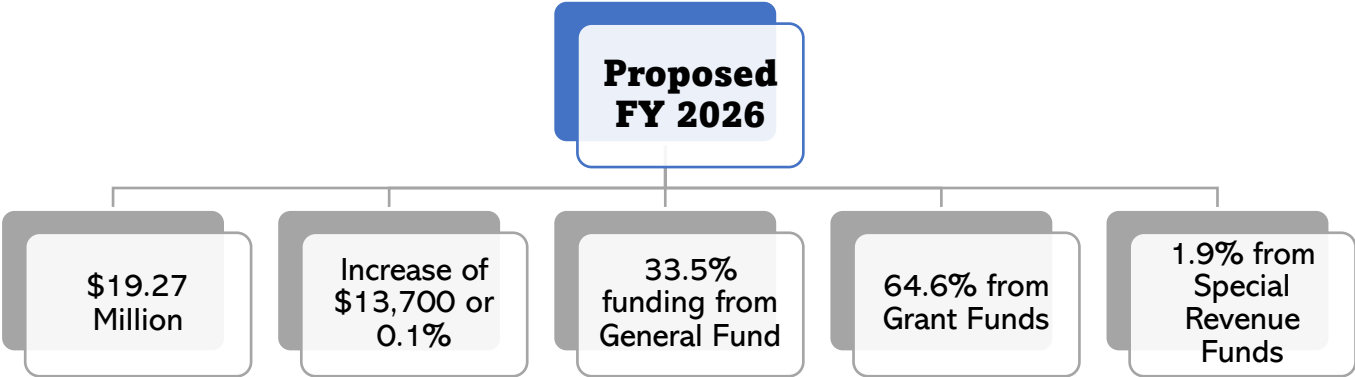 Proposed
FY 2026
$19.27
Million
Increase of
$13,700 or
0.1%
33.5%
funding from
General Fund
64.6% from
Grant Funds
1.9% from
Special
Revenue
Funds